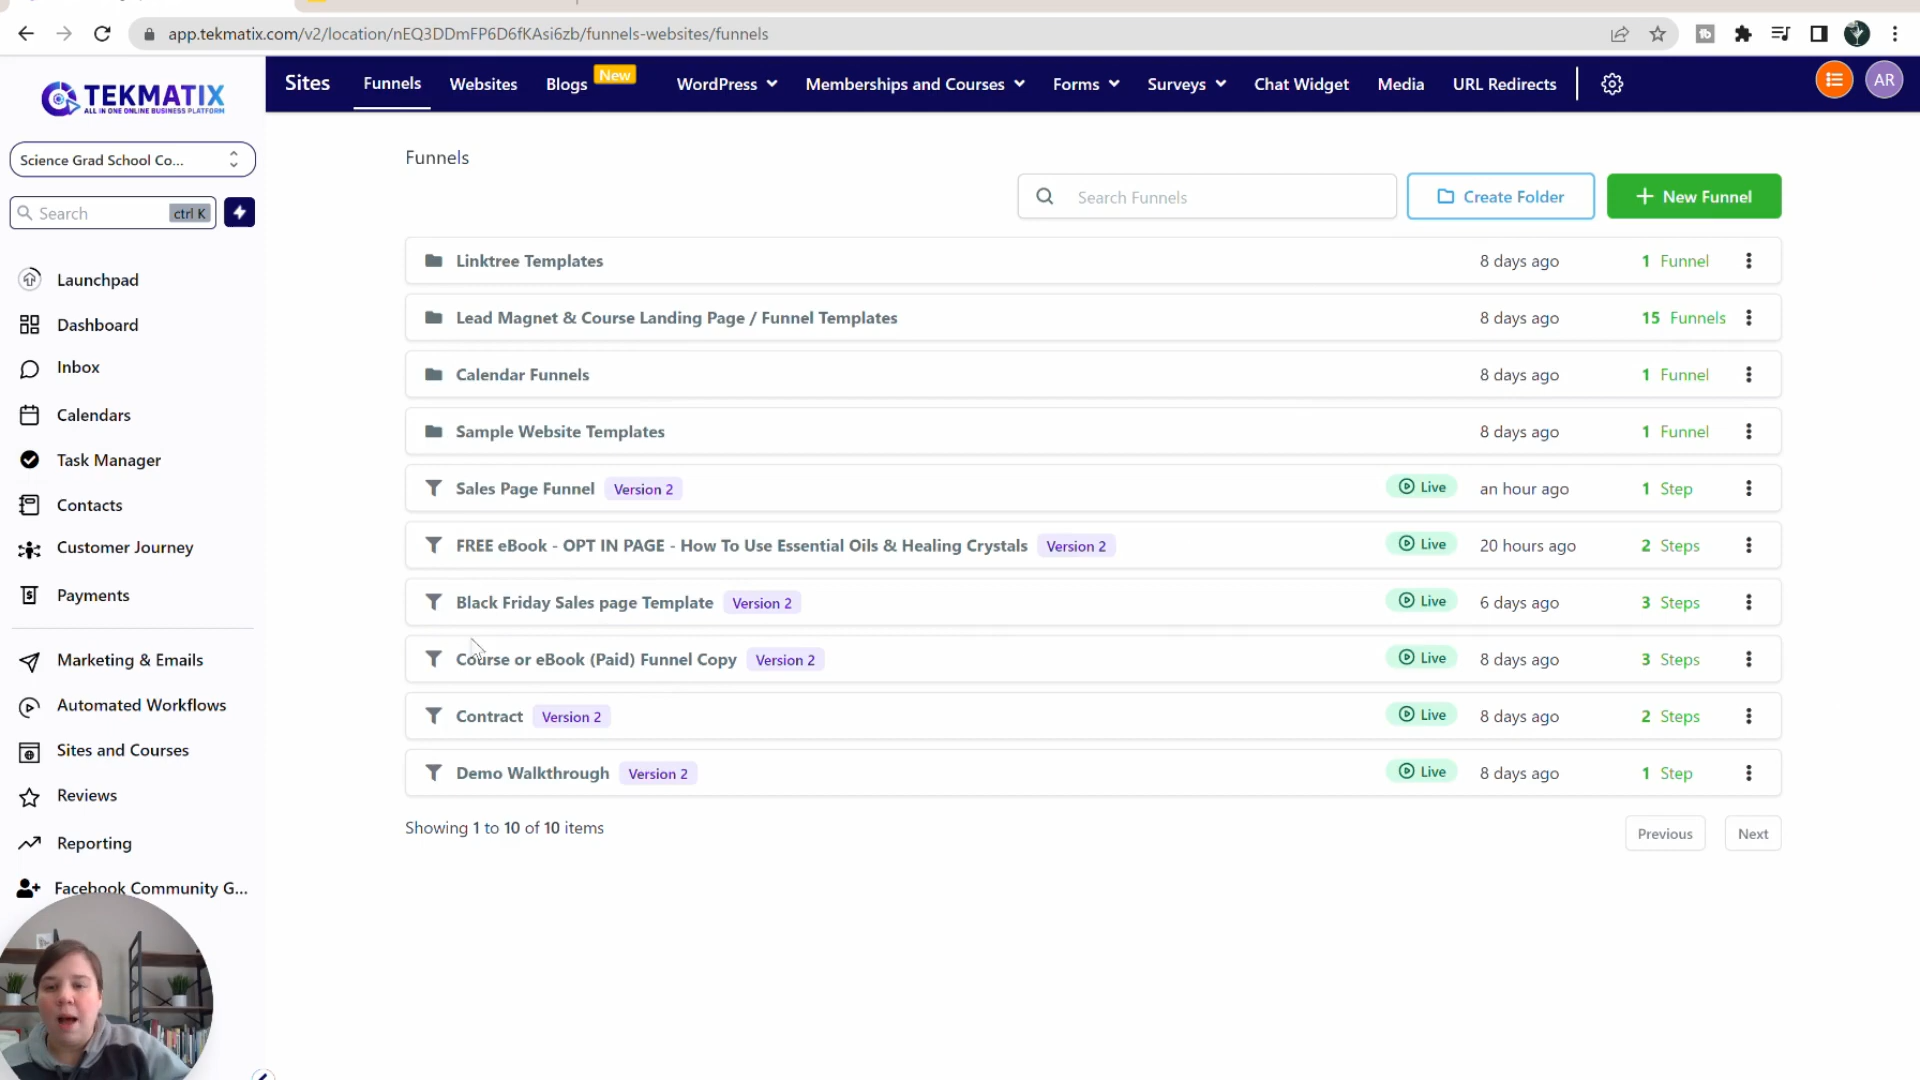 app.tekmatix.com/v2/location/nEQ3DDmFP6D6fKAsi6zb/funnels-websites/funnels
TEKMATIX
ALL IN ONE ONLINE BUSINESS PLATFORM
Sites Funnels Websites Blogs New WordPress Memberships and Courses Forms Surveys Chat Widget Media URL Redirects AR
Science Grad School Co...
Search ctrl K
Launchpad
Dashboard
Inbox
Calendars
Task Manager
Contacts
Customer Journey
Payments
Marketing & Emails
Automated Workflows
Sites and Courses
Reviews
Reporting
Facebook Community G...
Funnels
Search Funnels Create Folder + New Funnel
Linktree Templates 8 days ago 1 Funnel
Lead Magnet & Course Landing Page / Funnel Templates 8 days ago 15 Funnels
Calendar Funnels 8 days ago 1 Funnel
Sample Website Templates 8 days ago 1 Funnel
Sales Page Funnel Version 2 Live an hour ago 1 Step
FREE eBook - OPT IN PAGE - How To Use Essential Oils & Healing Crystals Version 2 Live 20 hours ago 2 Steps
Black Friday Sales page Template Version 2 Live 6 days ago 3 Steps
Course or eBook (Paid) Funnel Copy Version 2 Live 8 days ago 3 Steps
Contract Version 2 Live 8 days ago 2 Steps
Demo Walkthrough Version 2 Live 8 days ago 1 Step
Showing 1 to 10 of 10 items Previous Next